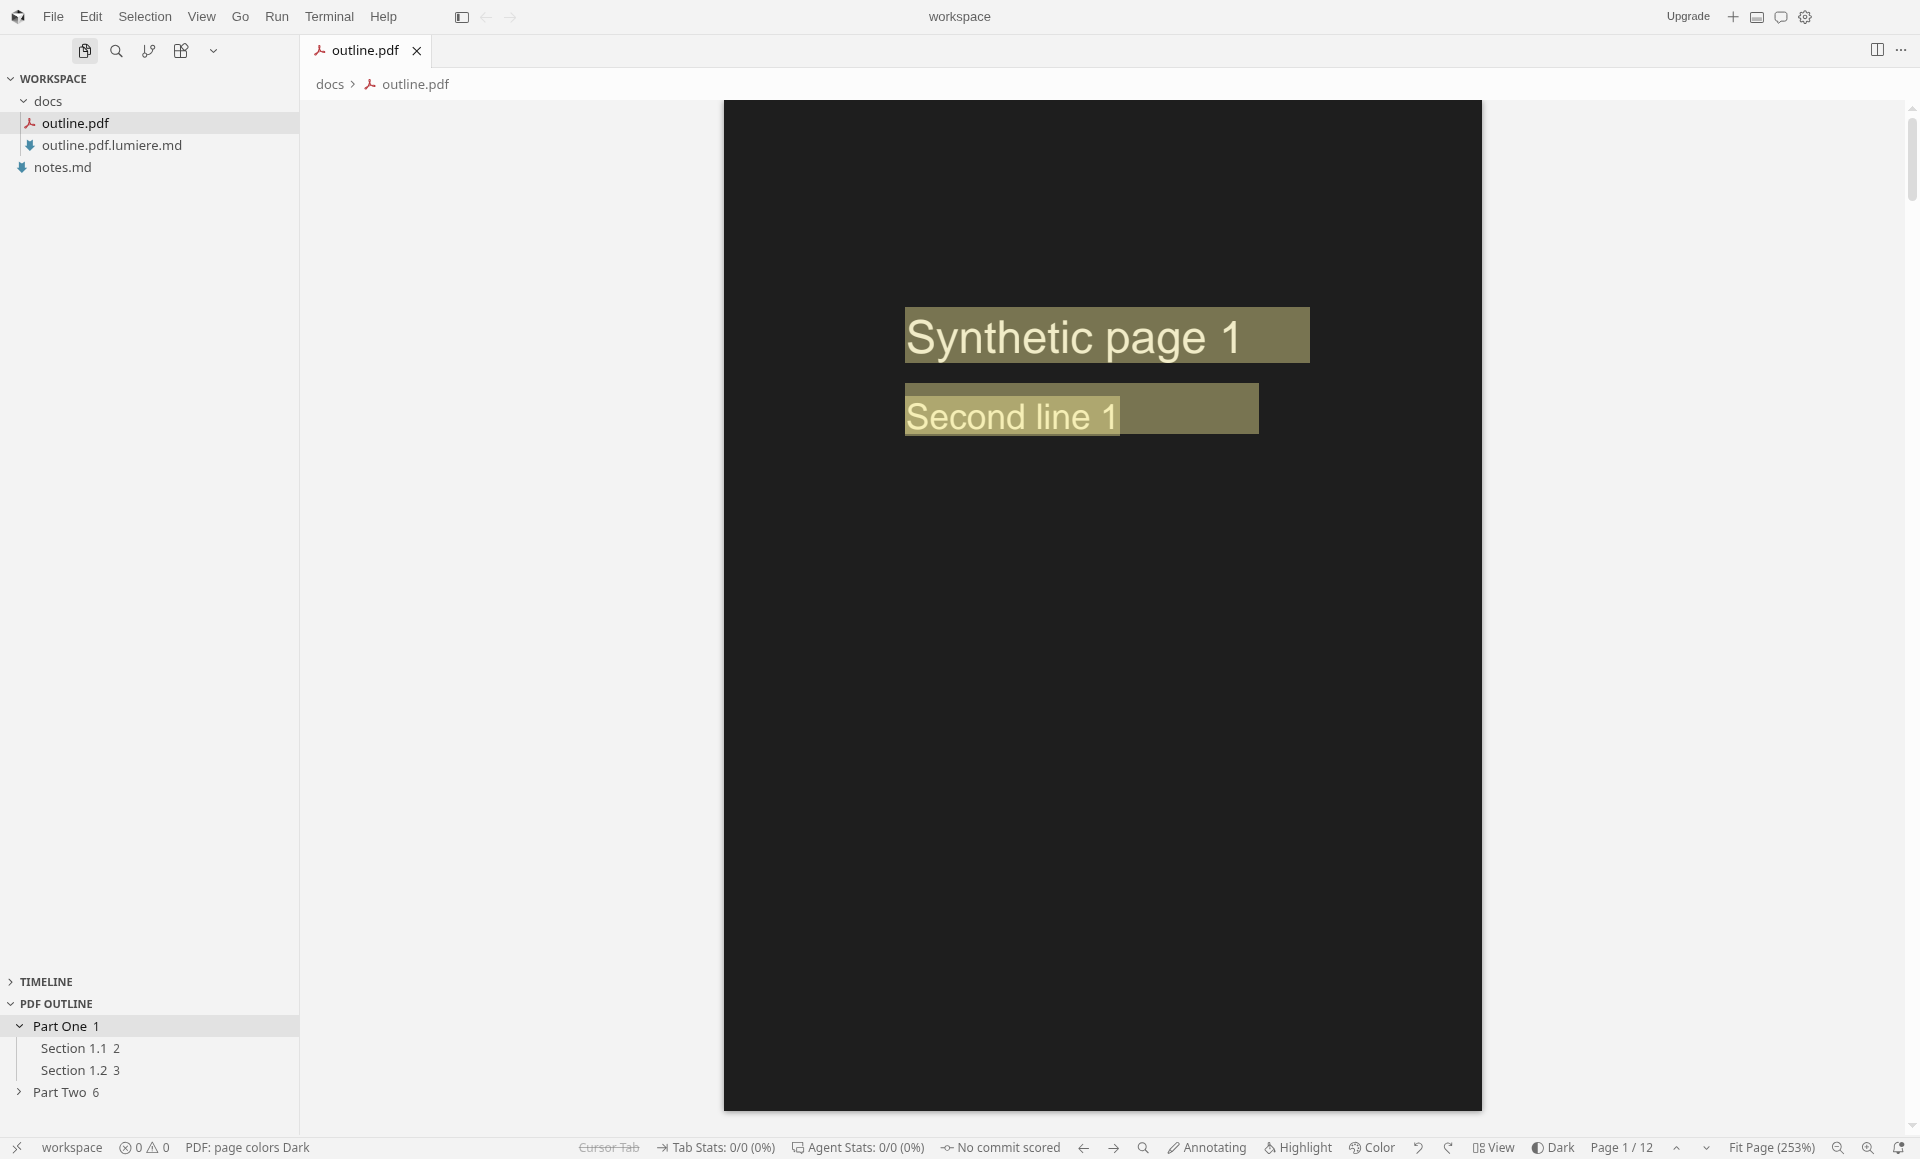 File Edit Selection View Go Run Terminal Help
workspace
Upgrade
outline.pdf
WORKSPACE
docs
outline.pdf
outline.pdf.lumiere.md
notes.md
docs > outline.pdf
Synthetic page 1
Second line 1
TIMELINE
PDF OUTLINE
Part One 1
Section 1.1 2
Section 1.2 3
Part Two 6
workspace 0 0 PDF: page colors Dark Cursor Tab Tab Stats: 0/0 (0%) Agent Stats: 0/0 (0%) No commit scored Annotating Highlight Color View Dark Page 1 / 12 Fit Page (253%)